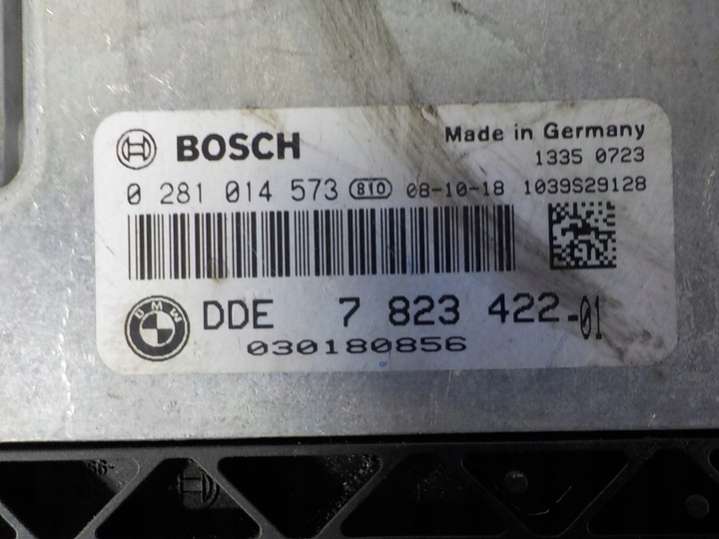 BOSCH
Made in Germany
1335 0723
0 281 014 573 810 08-10-18 1039S29128
BMW
DDE 7 823 422-01
030180856